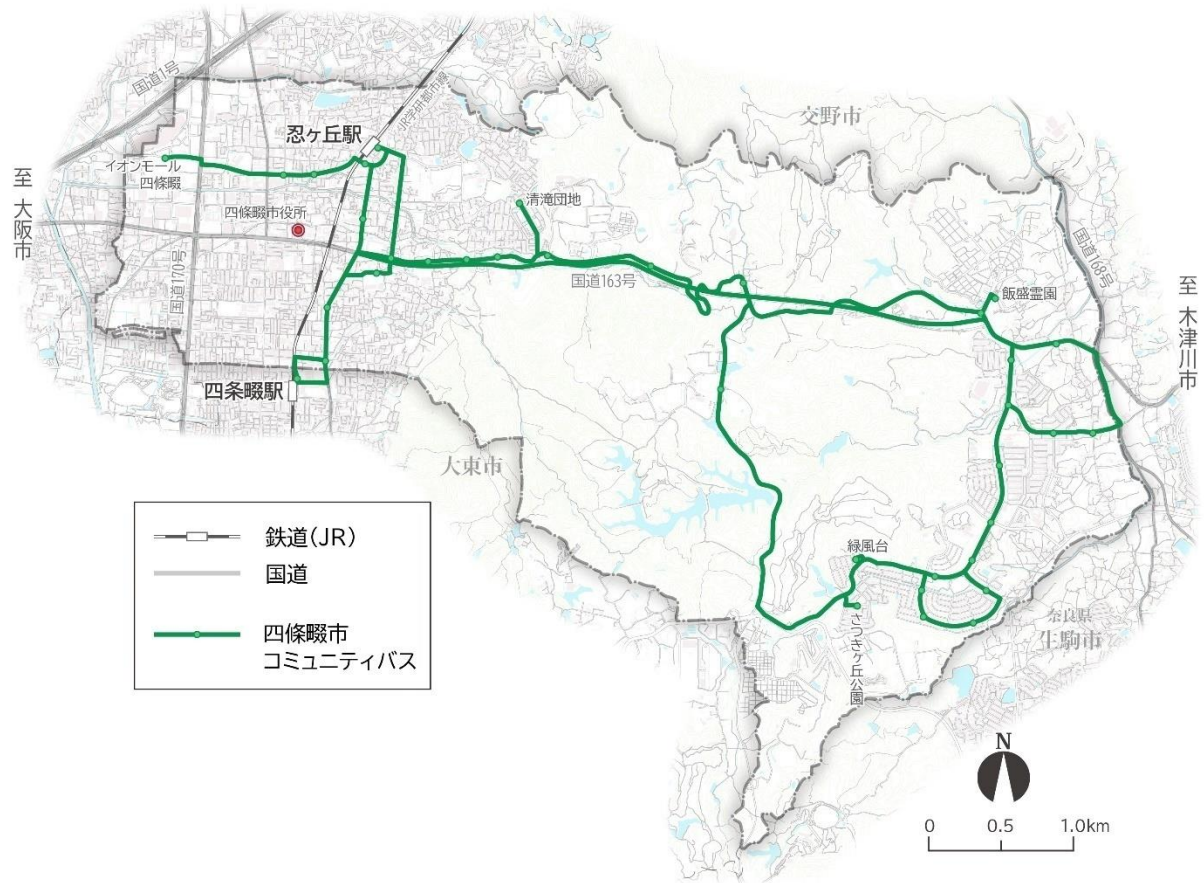 国道1号
JR学研都市線
忍ヶ丘駅
交野市
至 大阪市
イオンモール
四條畷
清滝団地
四條畷市役所
国道163号
国道168号
国道170号
飯盛霊園
至 木津川市
四条畷駅
大東市
緑風台
さつきヶ丘公園
奈良県
生駒市
鉄道(JR)
国道
四條畷市
コミュニティバス
N
0 0.5 1.0km